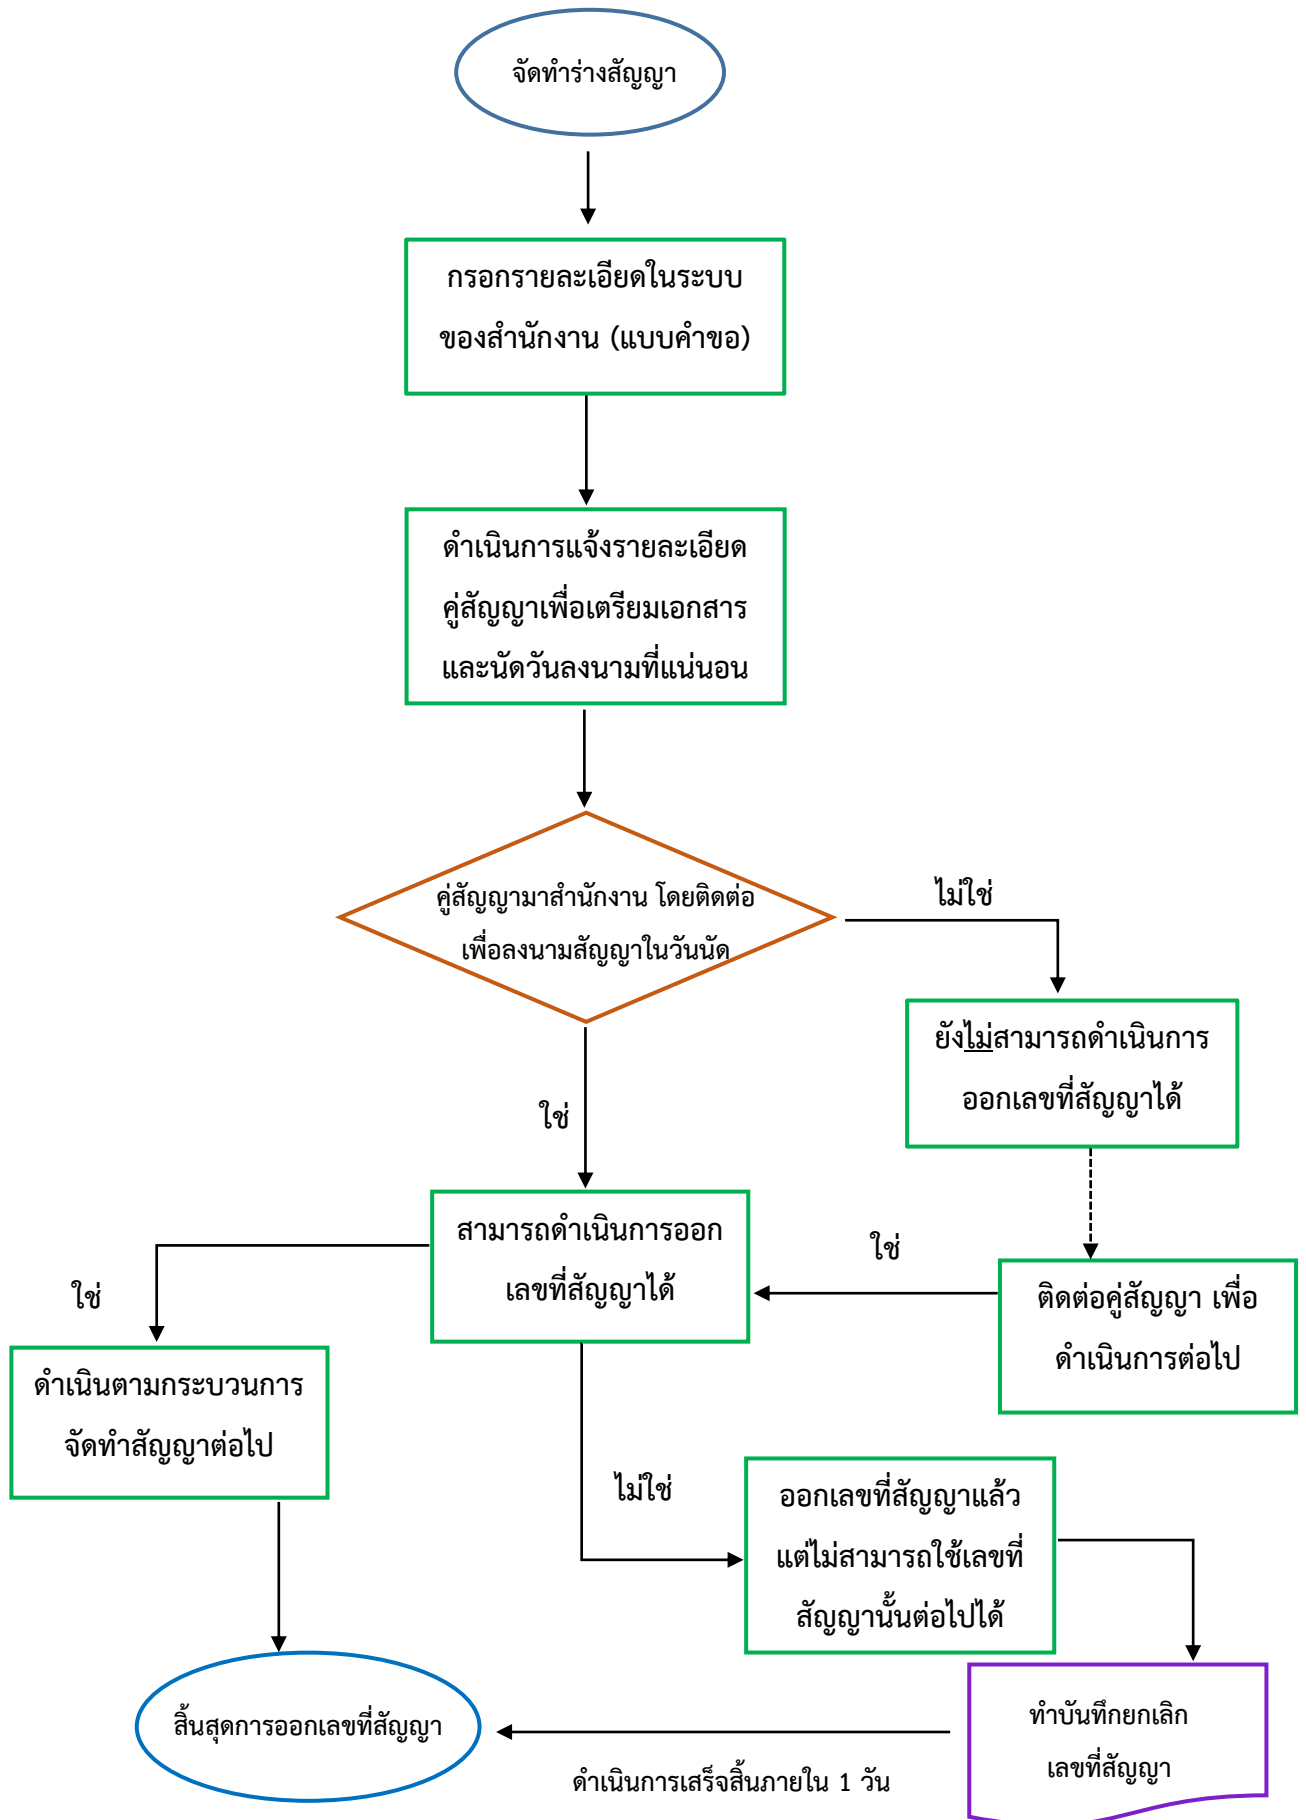 จัดทำร่างสัญญา
กรอกรายละเอียดในระบบ
ของสำนักงาน (แบบคำขอ)
ดำเนินการแจ้งรายละเอียด
คู่สัญญาเพื่อเตรียมเอกสาร
และนัดวันลงนามที่แน่นอน
คู่สัญญามาสำนักงาน โดยติดต่อ
เพื่อลงนามสัญญาในวันนัด
ไม่ใช่
ยังไม่สามารถดำเนินการ
ออกเลขที่สัญญาได้
ใช่
สามารถดำเนินการออก
เลขที่สัญญาได้
ใช่
ติดต่อคู่สัญญา เพื่อ
ดำเนินการต่อไป
ใช่
ดำเนินตามกระบวนการ
จัดทำสัญญาต่อไป
ไม่ใช่
ออกเลขที่สัญญาแล้ว
แต่ไม่สามารถใช้เลขที่
สัญญานั้นต่อไปได้
ทำบันทึกยกเลิก
เลขที่สัญญา
สิ้นสุดการออกเลขที่สัญญา
ดำเนินการเสร็จสิ้นภายใน 1 วัน